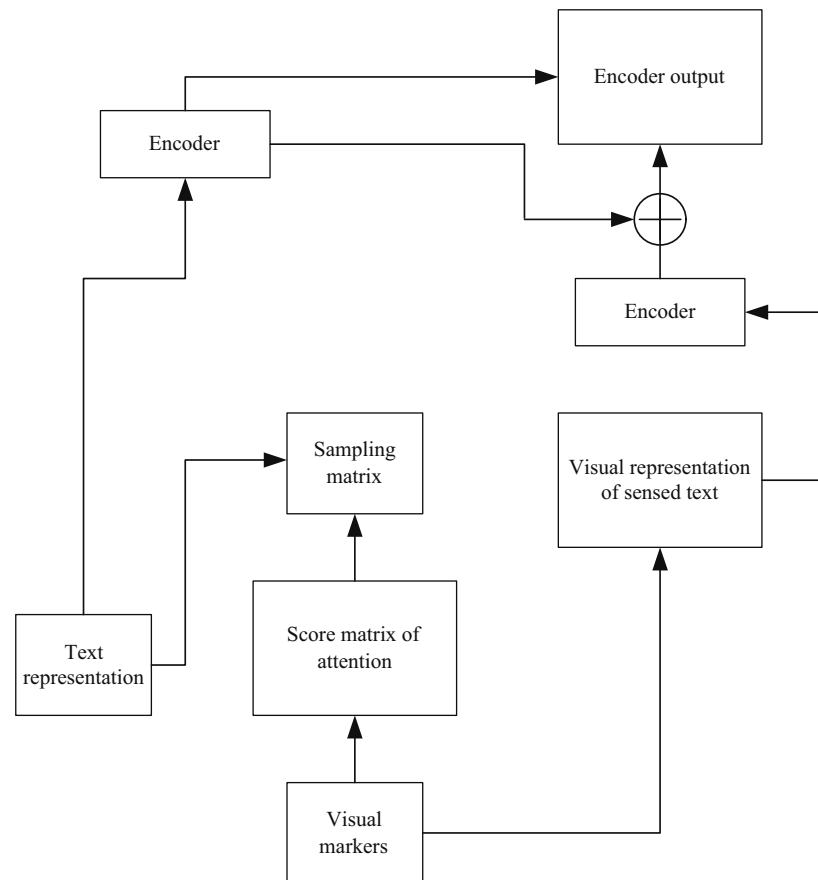 Encoder output
Encoder
Encoder
Sampling
matrix
Visual representation
of sensed text
Score matrix of
attention
Text
representation
Visual
markers